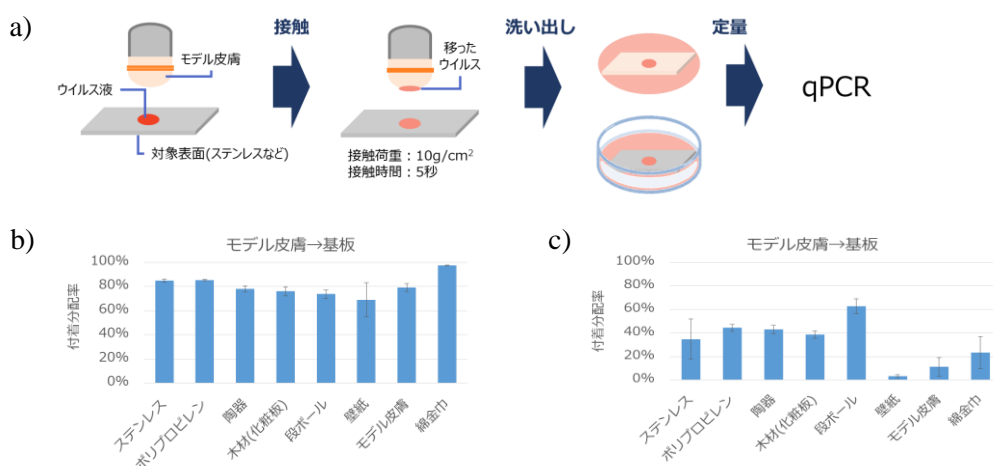 a)
接触
洗い出し
定量
モデル皮膚
ウイルス液
対象表面(ステンレスなど)
移った
ウイルス
接触荷重：10g/cm²
接触時間：5秒
qPCR
b)
モデル皮膚→基板
付着分配率
100%
80%
60%
40%
20%
0%
ステンレス
ポリプロピレン
陶器
木材(化粧板)
段ボール
壁紙
モデル皮膚
綿金巾
c)
モデル皮膚→基板
付着分配率
100%
80%
60%
40%
20%
0%
ステンレス
ポリプロピレン
陶器
木材(化粧板)
段ボール
壁紙
モデル皮膚
綿金巾